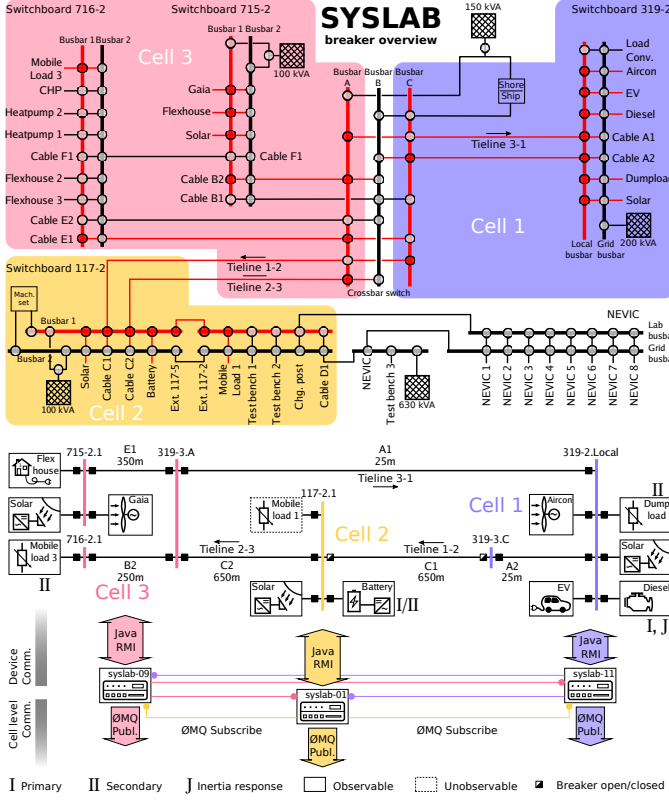 Switchboard 716-2
Switchboard 715-2
SYSLAB
breaker overview
150 kVA
Switchboard 319-2
Busbar 1
Busbar 2
Mobile
Load 3
CHP
Heatpump 2
Heatpump 1
Cable F1
Flexhouse 2
Flexhouse 3
Cable E2
Cable E1
Cell 3
Busbar 1
Busbar 2
100 kVA
Gaia
Flexhouse
Solar
Cable F1
Cable B2
Cable B1
Busbar
A
Busbar
B
Busbar
C
Shore
Ship
Load
Conv.
Aircon
EV
Diesel
Cable A1
Cable A2
Dumpload
Solar
Tieline 3-1
Cell 1
Local
busbar
Grid
busbar
200 kVA
Tieline 1-2
Tieline 2-3
Crossbar switch
Switchboard 117-2
Mach.
set
Busbar 1
Busbar 2
100 kVA
Solar
Cable C1
Cable C2
Battery
Ext. 117-5
Ext. 117-2
Mobile
Load 1
Test bench 1
Test bench 2
Chg. post
Cable D1
Cell 2
NEVIC
Test bench 3
630 kVA
NEVIC
Lab
Grid
NEVIC 1
NEVIC 2
NEVIC 3
NEVIC 4
NEVIC 5
NEVIC 6
NEVIC 7
NEVIC 8
Flex
house
715-2.1
E1
350m
319-3.A
A1
25m
Tieline 3-1
319-2.Local
Solar
Gaia
Mobile
load 1
117-2.1
Cell 2
Cell 1
319-3.C
Aircon
II
Dump
load
Mobile
load 3
716-2.1
Tieline 2-3
Tieline 1-2
Solar
II
B2
250m
C2
650m
C1
650m
A2
25m
Cell 3
Solar
Battery
I/II
EV
Diesel
I, J
Device
Comm.
Cell level
Comm.
Java
RMI
Java
RMI
Java
RMI
syslab-09
syslab-01
syslab-11
ØMQ
Publ.
ØMQ Subscribe
ØMQ
Publ.
ØMQ Subscribe
ØMQ
Publ.
I Primary
II Secondary
J Inertia response
Observable
Unobservable
Breaker open/closed